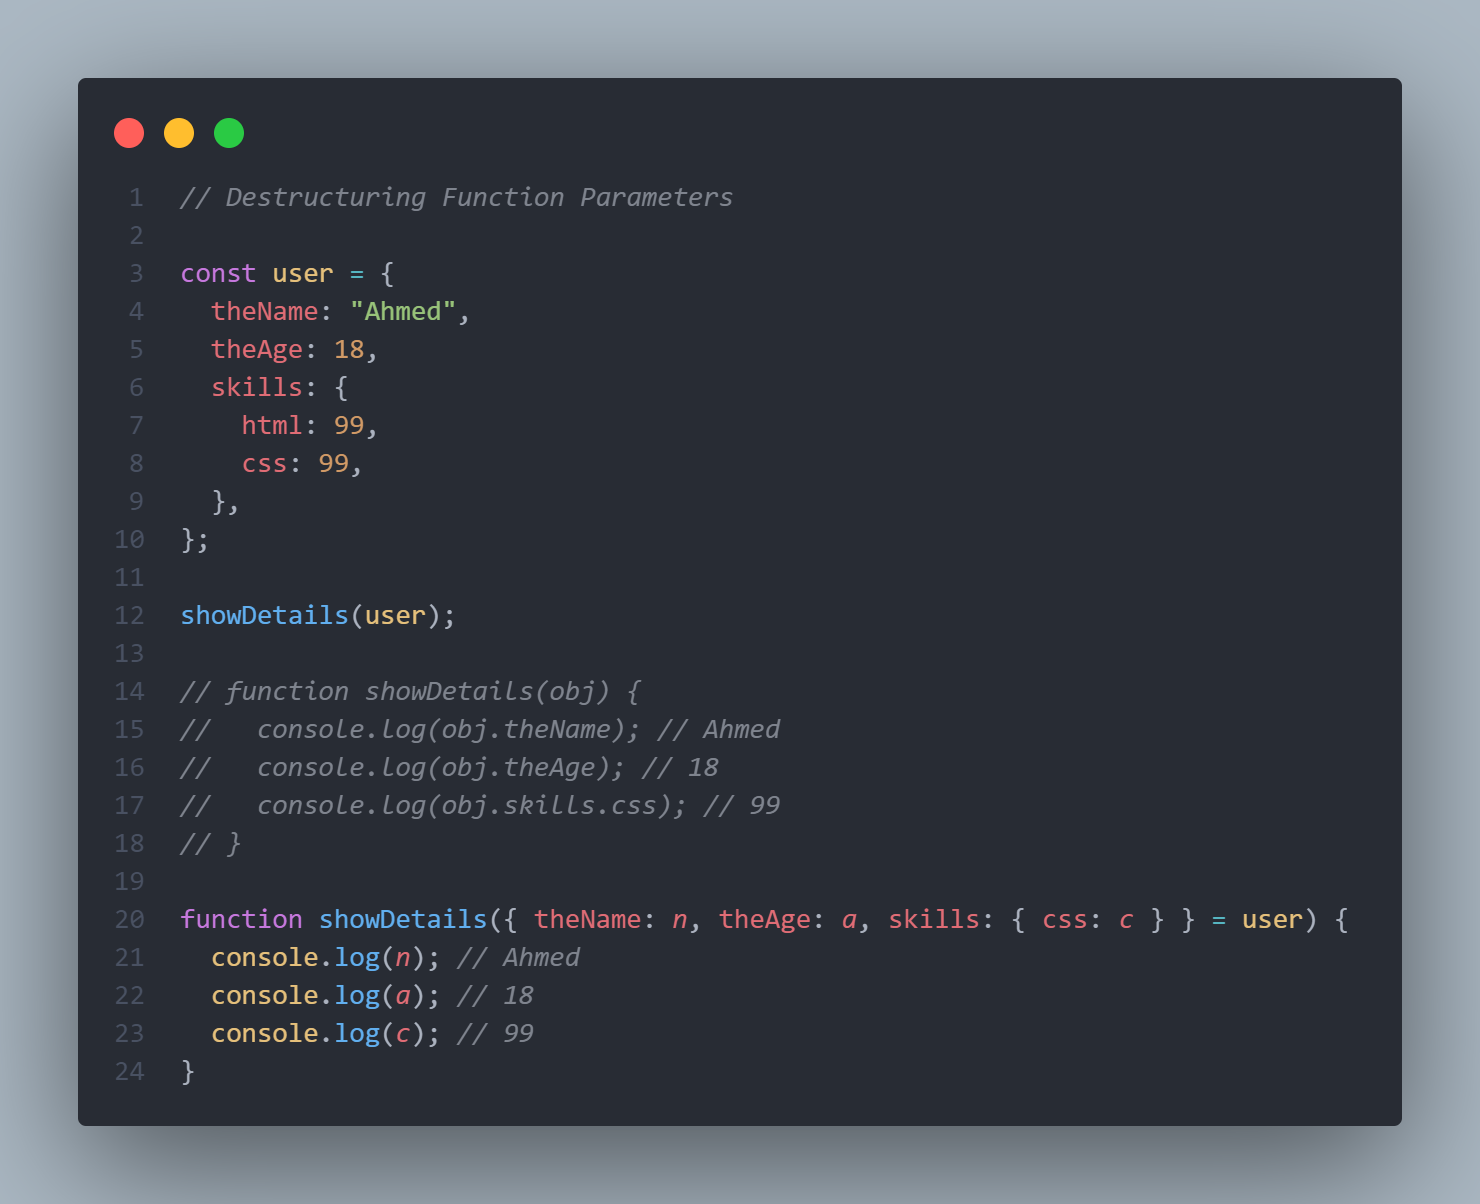 1 // Destructuring Function Parameters
2
3 const user = {
4   theName: "Ahmed",
5   theAge: 18,
6   skills: {
7     html: 99,
8     css: 99,
9   },
10 };
11
12 showDetails(user);
13
14 // function showDetails(obj) {
15 //   console.log(obj.theName); // Ahmed
16 //   console.log(obj.theAge); // 18
17 //   console.log(obj.skills.css); // 99
18 // }
19
20 function showDetails({ theName: n, theAge: a, skills: { css: c } } = user) {
21   console.log(n); // Ahmed
22   console.log(a); // 18
23   console.log(c); // 99
24 }